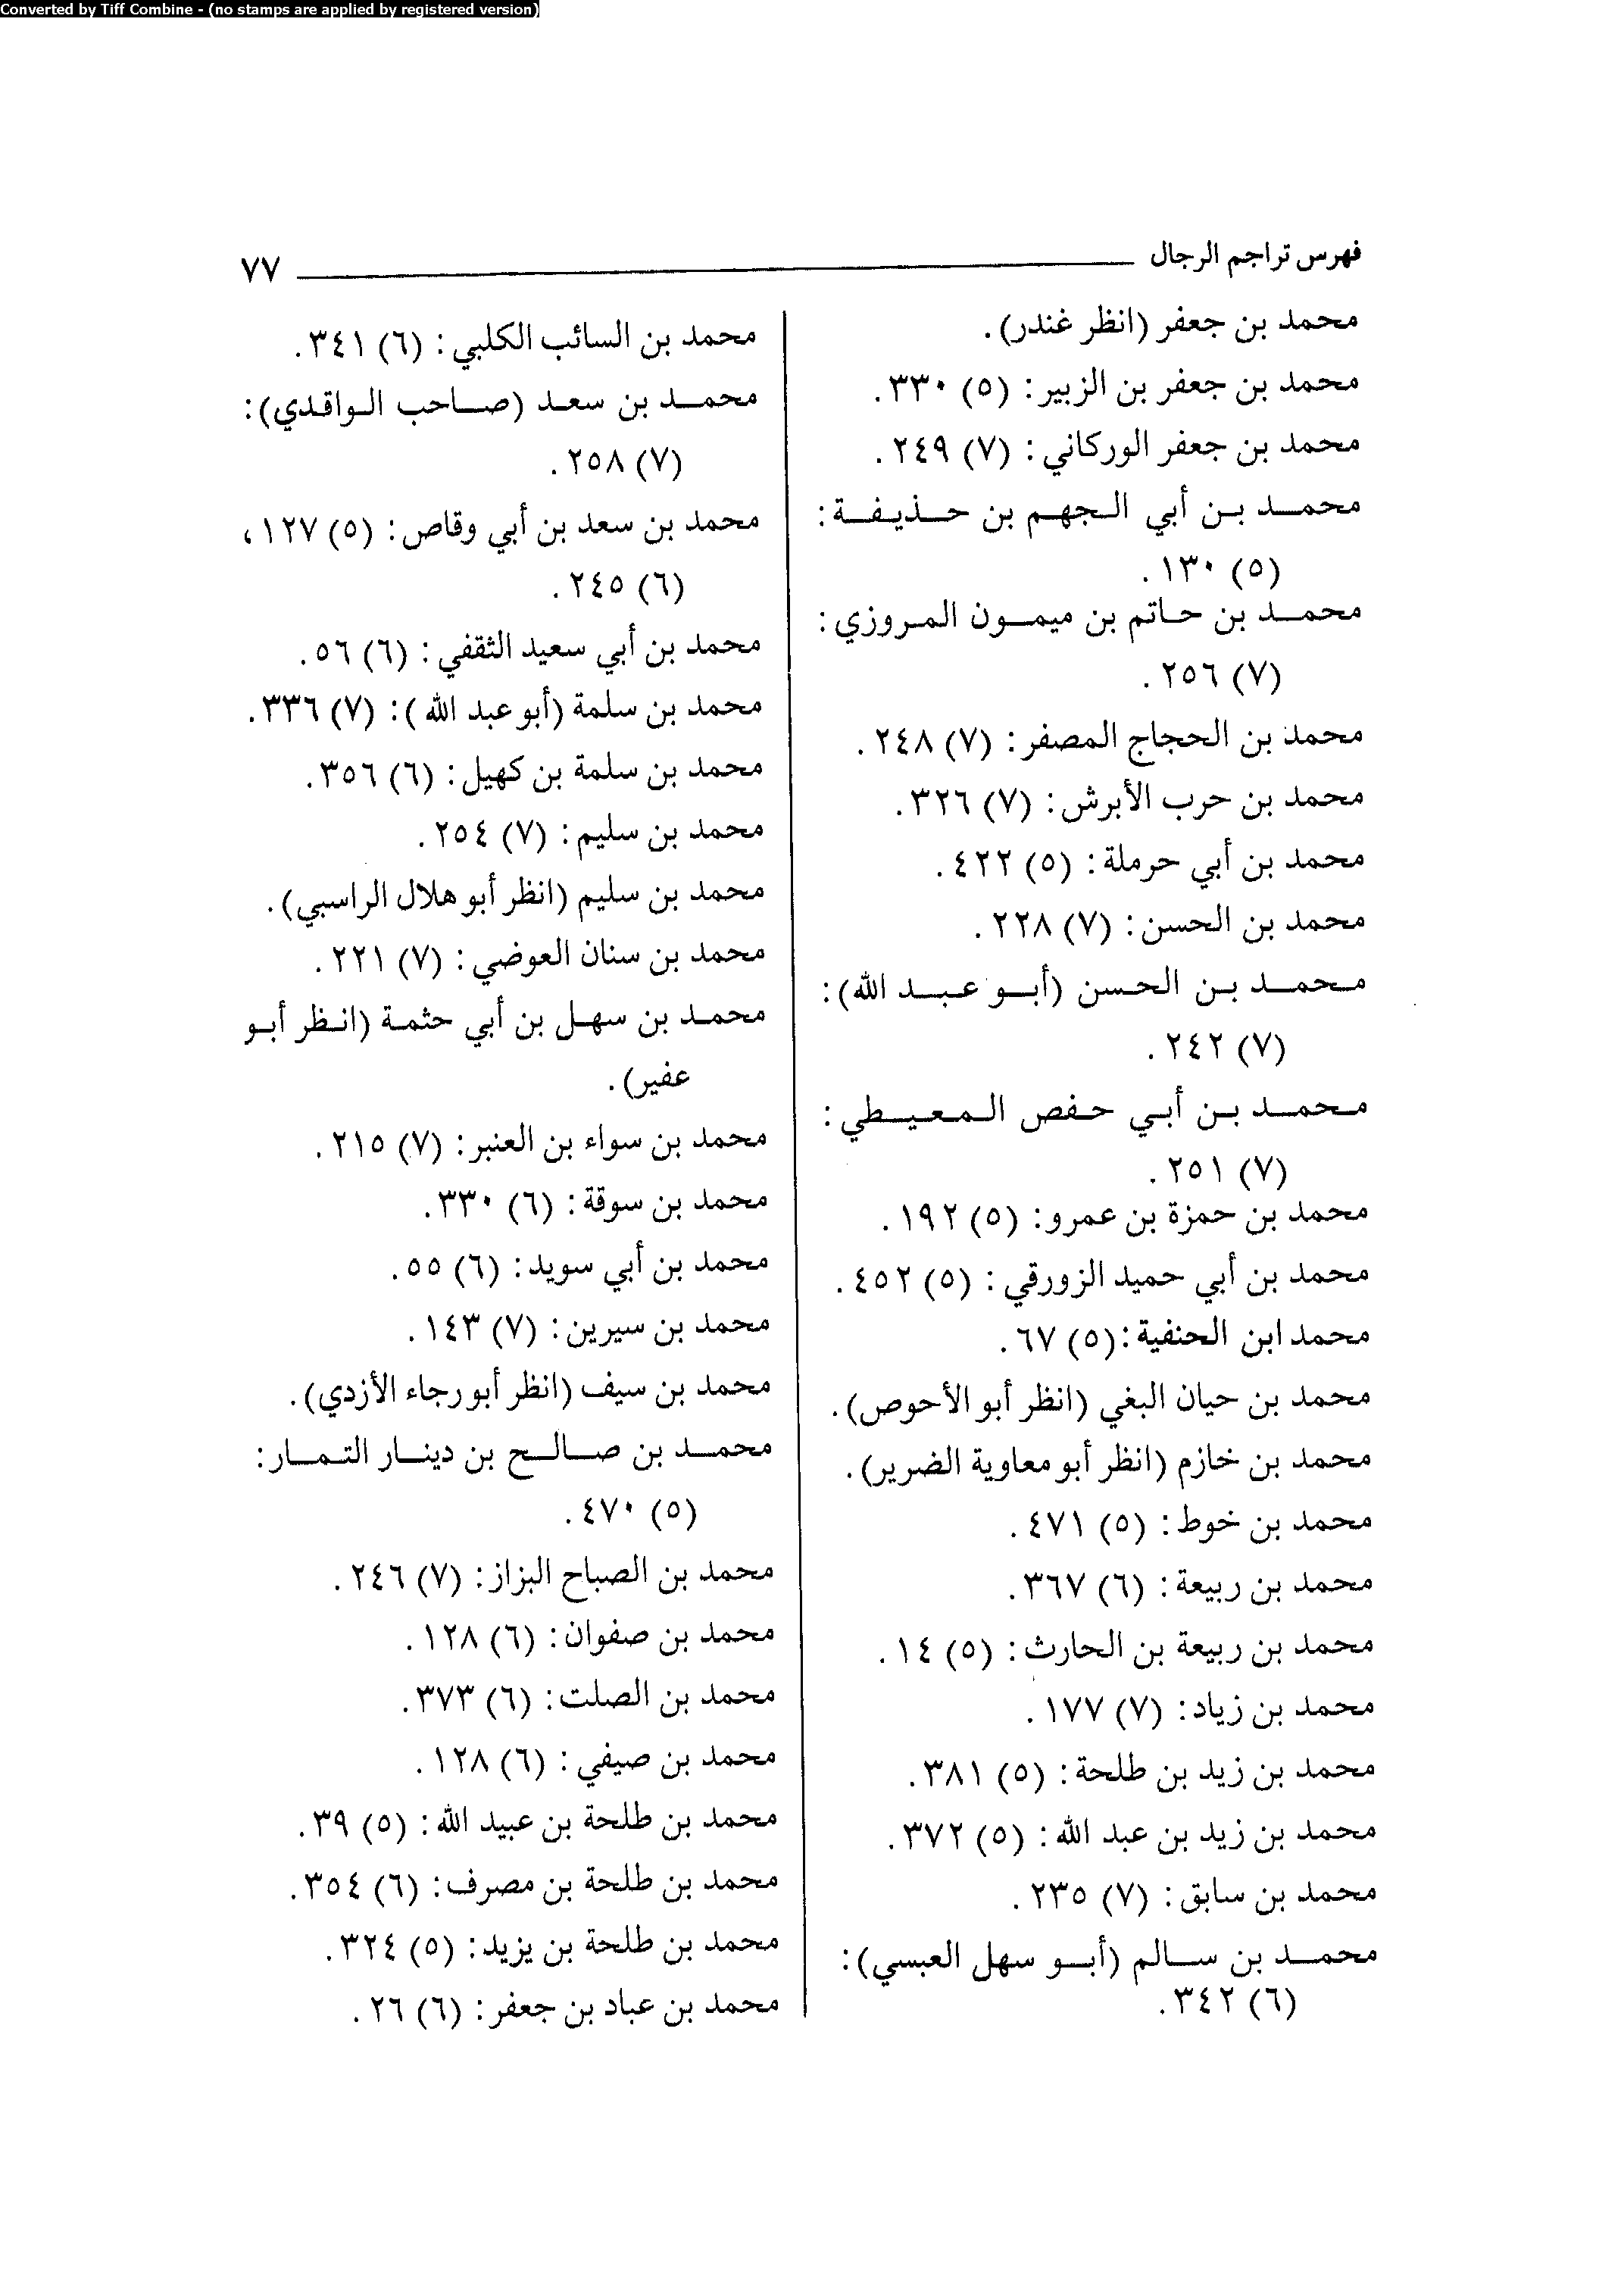 Converted by Tiff Combine - (no stamps are applied by registered version)
فهرس تراجم الرجال ٧٧
محمد بن جعفر (انظر غندر).
محمد بن جعفر بن الزبير: (٥) ٣٣٠.
محمد بن جعفر الوركاني: (٧) ٢٤٩.
محمد بن أبي الجهم بن حذيفة:
(٥) ١٣٠.
محمد بن حاتم بن ميمون المروزي:
(٧) ٢٥٦.
محمد بن الحجاج المصفر: (٧) ٢٤٨.
محمد بن حرب الأبرش: (٧) ٣٢٦.
محمد بن أبي حرملة: (٥) ٤٢٢.
محمد بن الحسن: (٧) ٢٢٨.
محمد بن الحسن (أبو عبد الله):
(٧) ٢٤٢.
محمد بن أبي حفص المعيطي:
(٧) ٢٥١.
محمد بن حمزة بن عمرو: (٥) ١٩٢.
محمد بن أبي حميد الزورقي: (٥) ٤٥٢.
محمد ابن الحنفية: (٥) ٦٧.
محمد بن حيان البغي (انظر أبو الأحوص).
محمد بن خازم (انظر أبو معاوية الضرير).
محمد بن خوط: (٥) ٤٧١.
محمد بن ربيعة: (٦) ٣٦٧.
محمد بن ربيعة بن الحارث: (٥) ١٤.
محمد بن زياد: (٧) ١٧٧.
محمد بن زيد بن طلحة: (٥) ٣٨١.
محمد بن زيد بن عبد الله: (٥) ٣٧٢.
محمد بن سابق: (٧) ٢٣٥.
محمد بن سالم (أبو سهل العبسي):
(٦) ٣٤٢.
محمد بن السائب الكلبي: (٦) ٣٤١.
محمد بن سعد (صاحب الواقدي):
(٧) ٢٥٨.
محمد بن سعد بن أبي وقاص: (٥) ١٢٧،
(٦) ٢٤٥.
محمد بن أبي سعيد الثقفي: (٦) ٥٦.
محمد بن سلمة (أبو عبد الله): (٧) ٣٣٦.
محمد بن سلمة بن كهيل: (٦) ٣٥٦.
محمد بن سليم: (٧) ٢٥٤.
محمد بن سليم (انظر أبو هلال الراسبي).
محمد بن سنان العوضي: (٧) ٢٢١.
محمد بن سهل بن أبي حثمة (انظر أبو
عفير).
محمد بن سواء بن العنبر: (٧) ٢١٥.
محمد بن سوقة: (٦) ٣٣٠.
محمد بن أبي سويد: (٦) ٥٥.
محمد بن سيرين: (٧) ١٤٣.
محمد بن سيف (انظر أبو رجاء الأزدي).
محمد بن صالح بن دينار التمار:
(٥) ٤٧٠.
محمد بن الصباح البزاز: (٧) ٢٤٦.
محمد بن صفوان: (٦) ١٢٨.
محمد بن الصلت: (٦) ٣٧٣.
محمد بن صيفي: (٦) ١٢٨.
محمد بن طلحة بن عبيد الله: (٥) ٣٩.
محمد بن طلحة بن مصرف: (٦) ٣٥٤.
محمد بن طلحة بن يزيد: (٥) ٣٢٤.
محمد بن عباد بن جعفر: (٦) ٢٦.